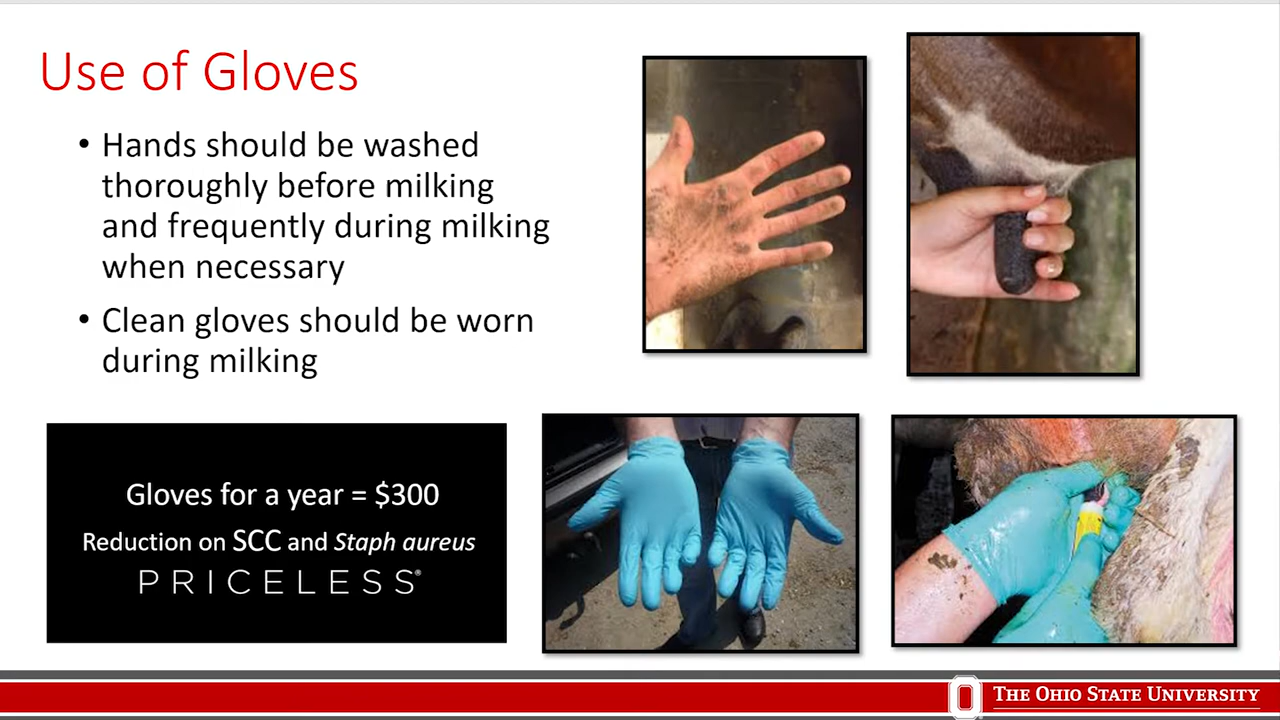 Use of Gloves
• Hands should be washed
thoroughly before milking
and frequently during milking
when necessary
• Clean gloves should be worn
during milking
Gloves for a year = $300
Reduction on SCC and Staph aureus
PRICELESS®
THE OHIO STATE UNIVERSITY